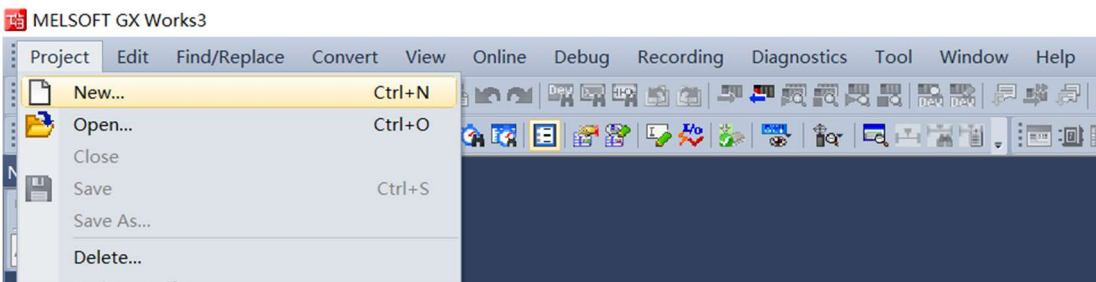 MELSOFT GX Works3
Project Edit Find/Replace Convert View Online Debug Recording Diagnostics Tool Window Help
New... Ctrl+N
Open... Ctrl+O
Close
Save Ctrl+S
Save As...
Delete...